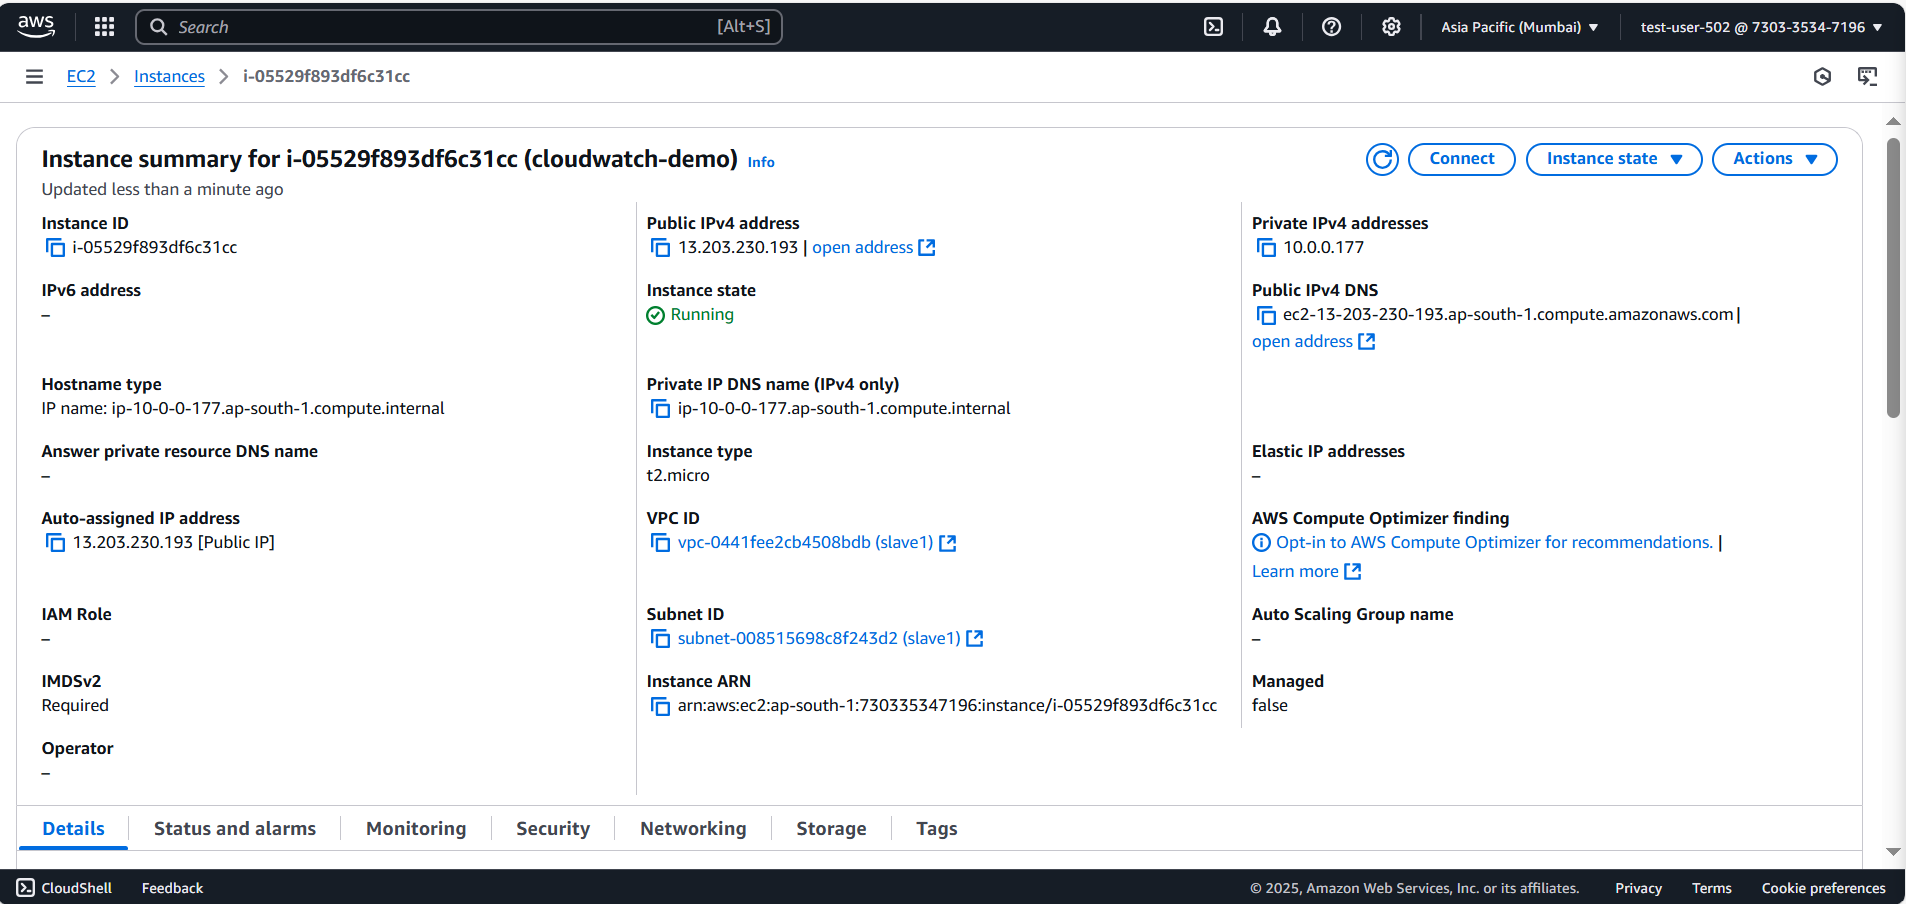 aws
Search [Alt+S]
Asia Pacific (Mumbai)
test-user-502 @ 7303-3534-7196
EC2 > Instances > i-05529f893df6c31cc
Instance summary for i-05529f893df6c31cc (cloudwatch-demo) Info
Updated less than a minute ago
Connect
Instance state
Actions
Instance ID
i-05529f893df6c31cc
Public IPv4 address
13.203.230.193 | open address
Private IPv4 addresses
10.0.0.177
IPv6 address
–
Instance state
Running
Public IPv4 DNS
ec2-13-203-230-193.ap-south-1.compute.amazonaws.com |
open address
Hostname type
IP name: ip-10-0-0-177.ap-south-1.compute.internal
Private IP DNS name (IPv4 only)
ip-10-0-0-177.ap-south-1.compute.internal
Answer private resource DNS name
–
Instance type
t2.micro
Elastic IP addresses
–
Auto-assigned IP address
13.203.230.193 [Public IP]
VPC ID
vpc-0441fee2cb4508bdb (slave1)
AWS Compute Optimizer finding
Opt-in to AWS Compute Optimizer for recommendations. |
Learn more
IAM Role
–
Subnet ID
subnet-008515698c8f243d2 (slave1)
Auto Scaling Group name
–
IMDSv2
Required
Instance ARN
arn:aws:ec2:ap-south-1:730335347196:instance/i-05529f893df6c31cc
Managed
false
Operator
–
Details
Status and alarms
Monitoring
Security
Networking
Storage
Tags
CloudShell
Feedback
© 2025, Amazon Web Services, Inc. or its affiliates.
Privacy
Terms
Cookie preferences